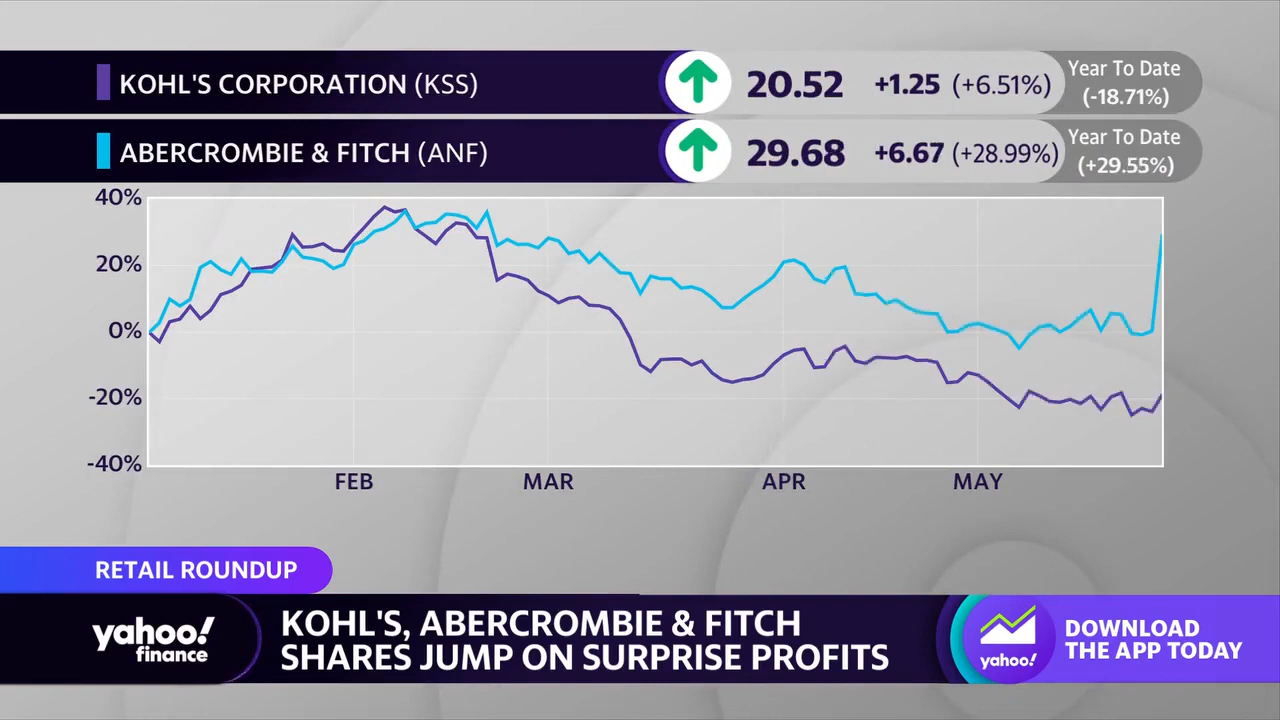 KOHL'S CORPORATION (KSS) 20.52 +1.25 (+6.51%) Year To Date
(-18.71%)
ABERCROMBIE & FITCH (ANF) 29.68 +6.67 (+28.99%) Year To Date
(+29.55%)
40%
20%
0%
-20%
-40%
FEB MAR APR MAY
RETAIL ROUNDUP
yahoo!
finance
KOHL'S, ABERCROMBIE & FITCH
SHARES JUMP ON SURPRISE PROFITS
yahoo!
DOWNLOAD
THE APP TODAY